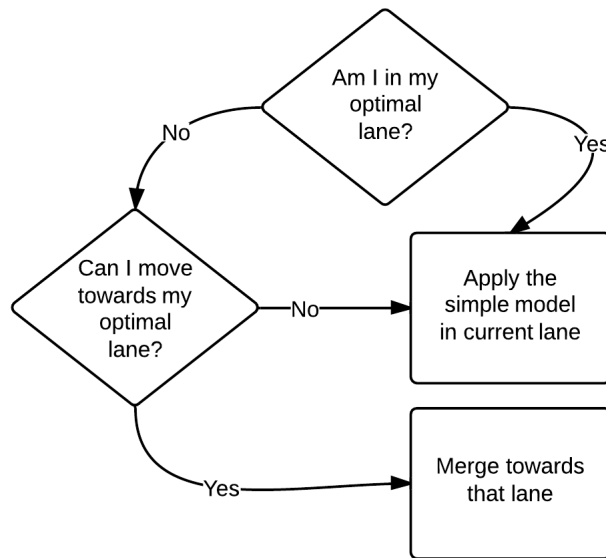 Am I in my
optimal
lane?
No
Yes
Can I move
towards my
optimal
lane?
No
Apply the
simple model
in current lane
Yes
Merge towards
that lane